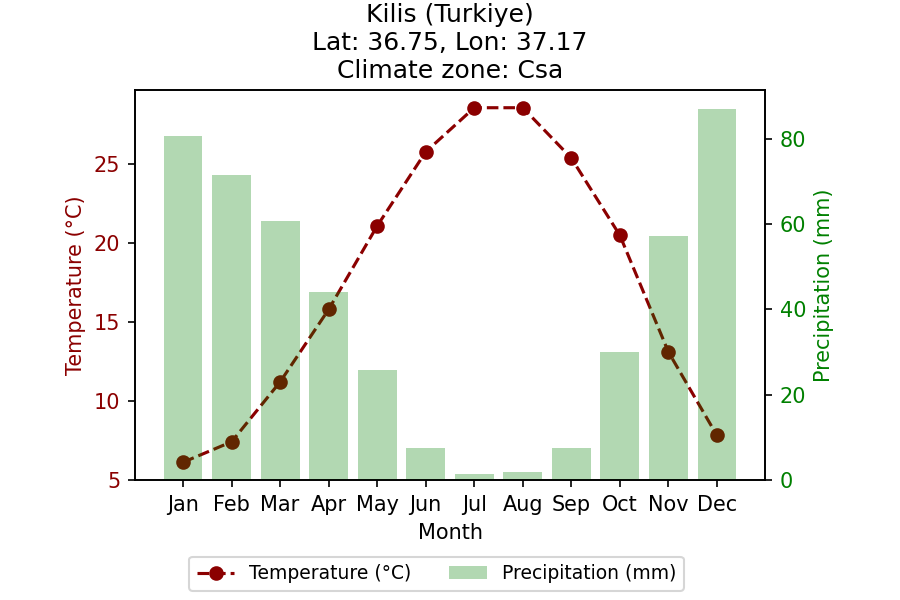 Kilis (Turkiye)
Lat: 36.75, Lon: 37.17
Climate zone: Csa
Temperature (°C)
25
20
15
10
5
Precipitation (mm)
80
60
40
20
0
Jan Feb Mar Apr May Jun Jul Aug Sep Oct Nov Dec
Month
Temperature (°C) Precipitation (mm)